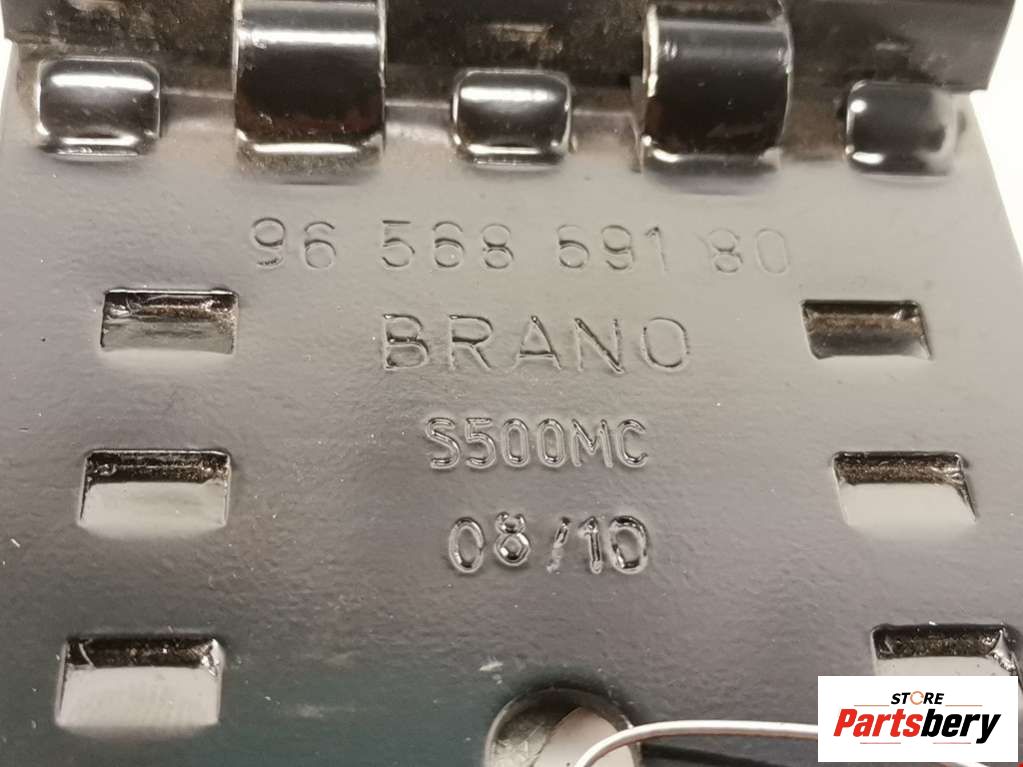 96 568 691 80
BRANO
S500MC
08/10
STORE
Partsbery